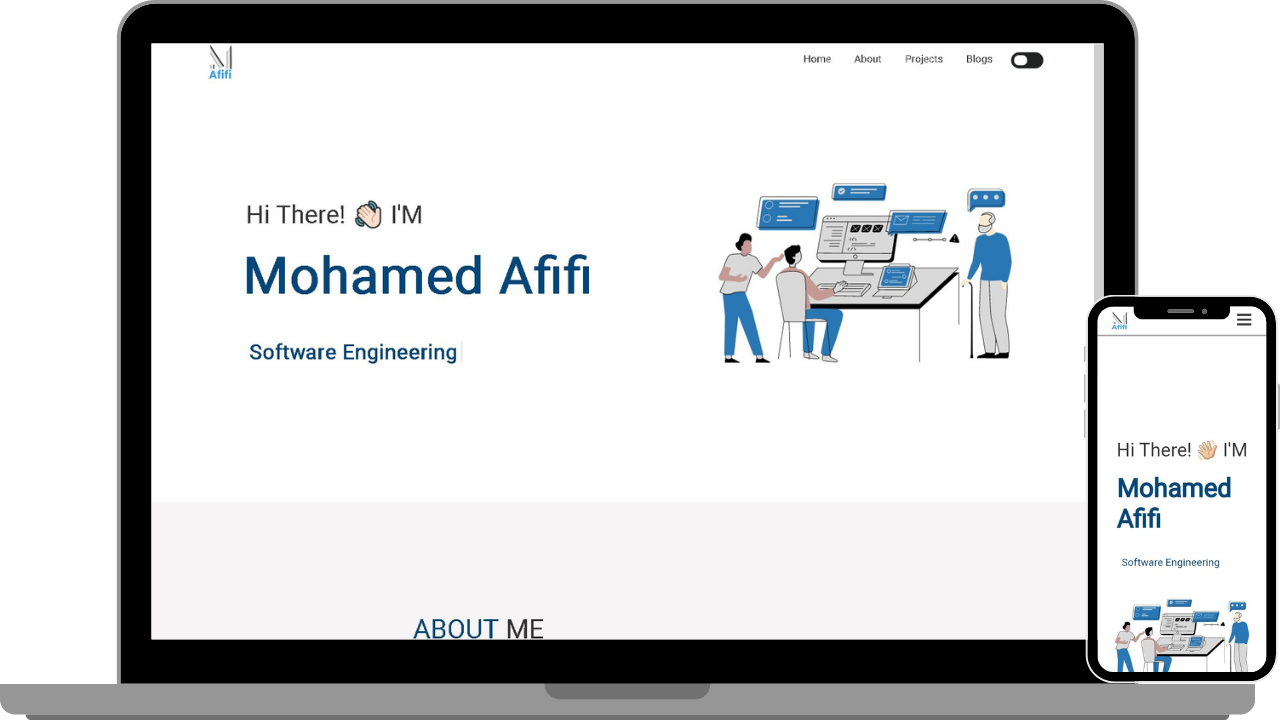 Afifi
Home About Projects Blogs
Hi There! 👋🏻 I'M
Mohamed Afifi
Software Engineering
ABOUT ME
Afifi
Hi There! 👋🏻 I'M
Mohamed
Afifi
Software Engineering